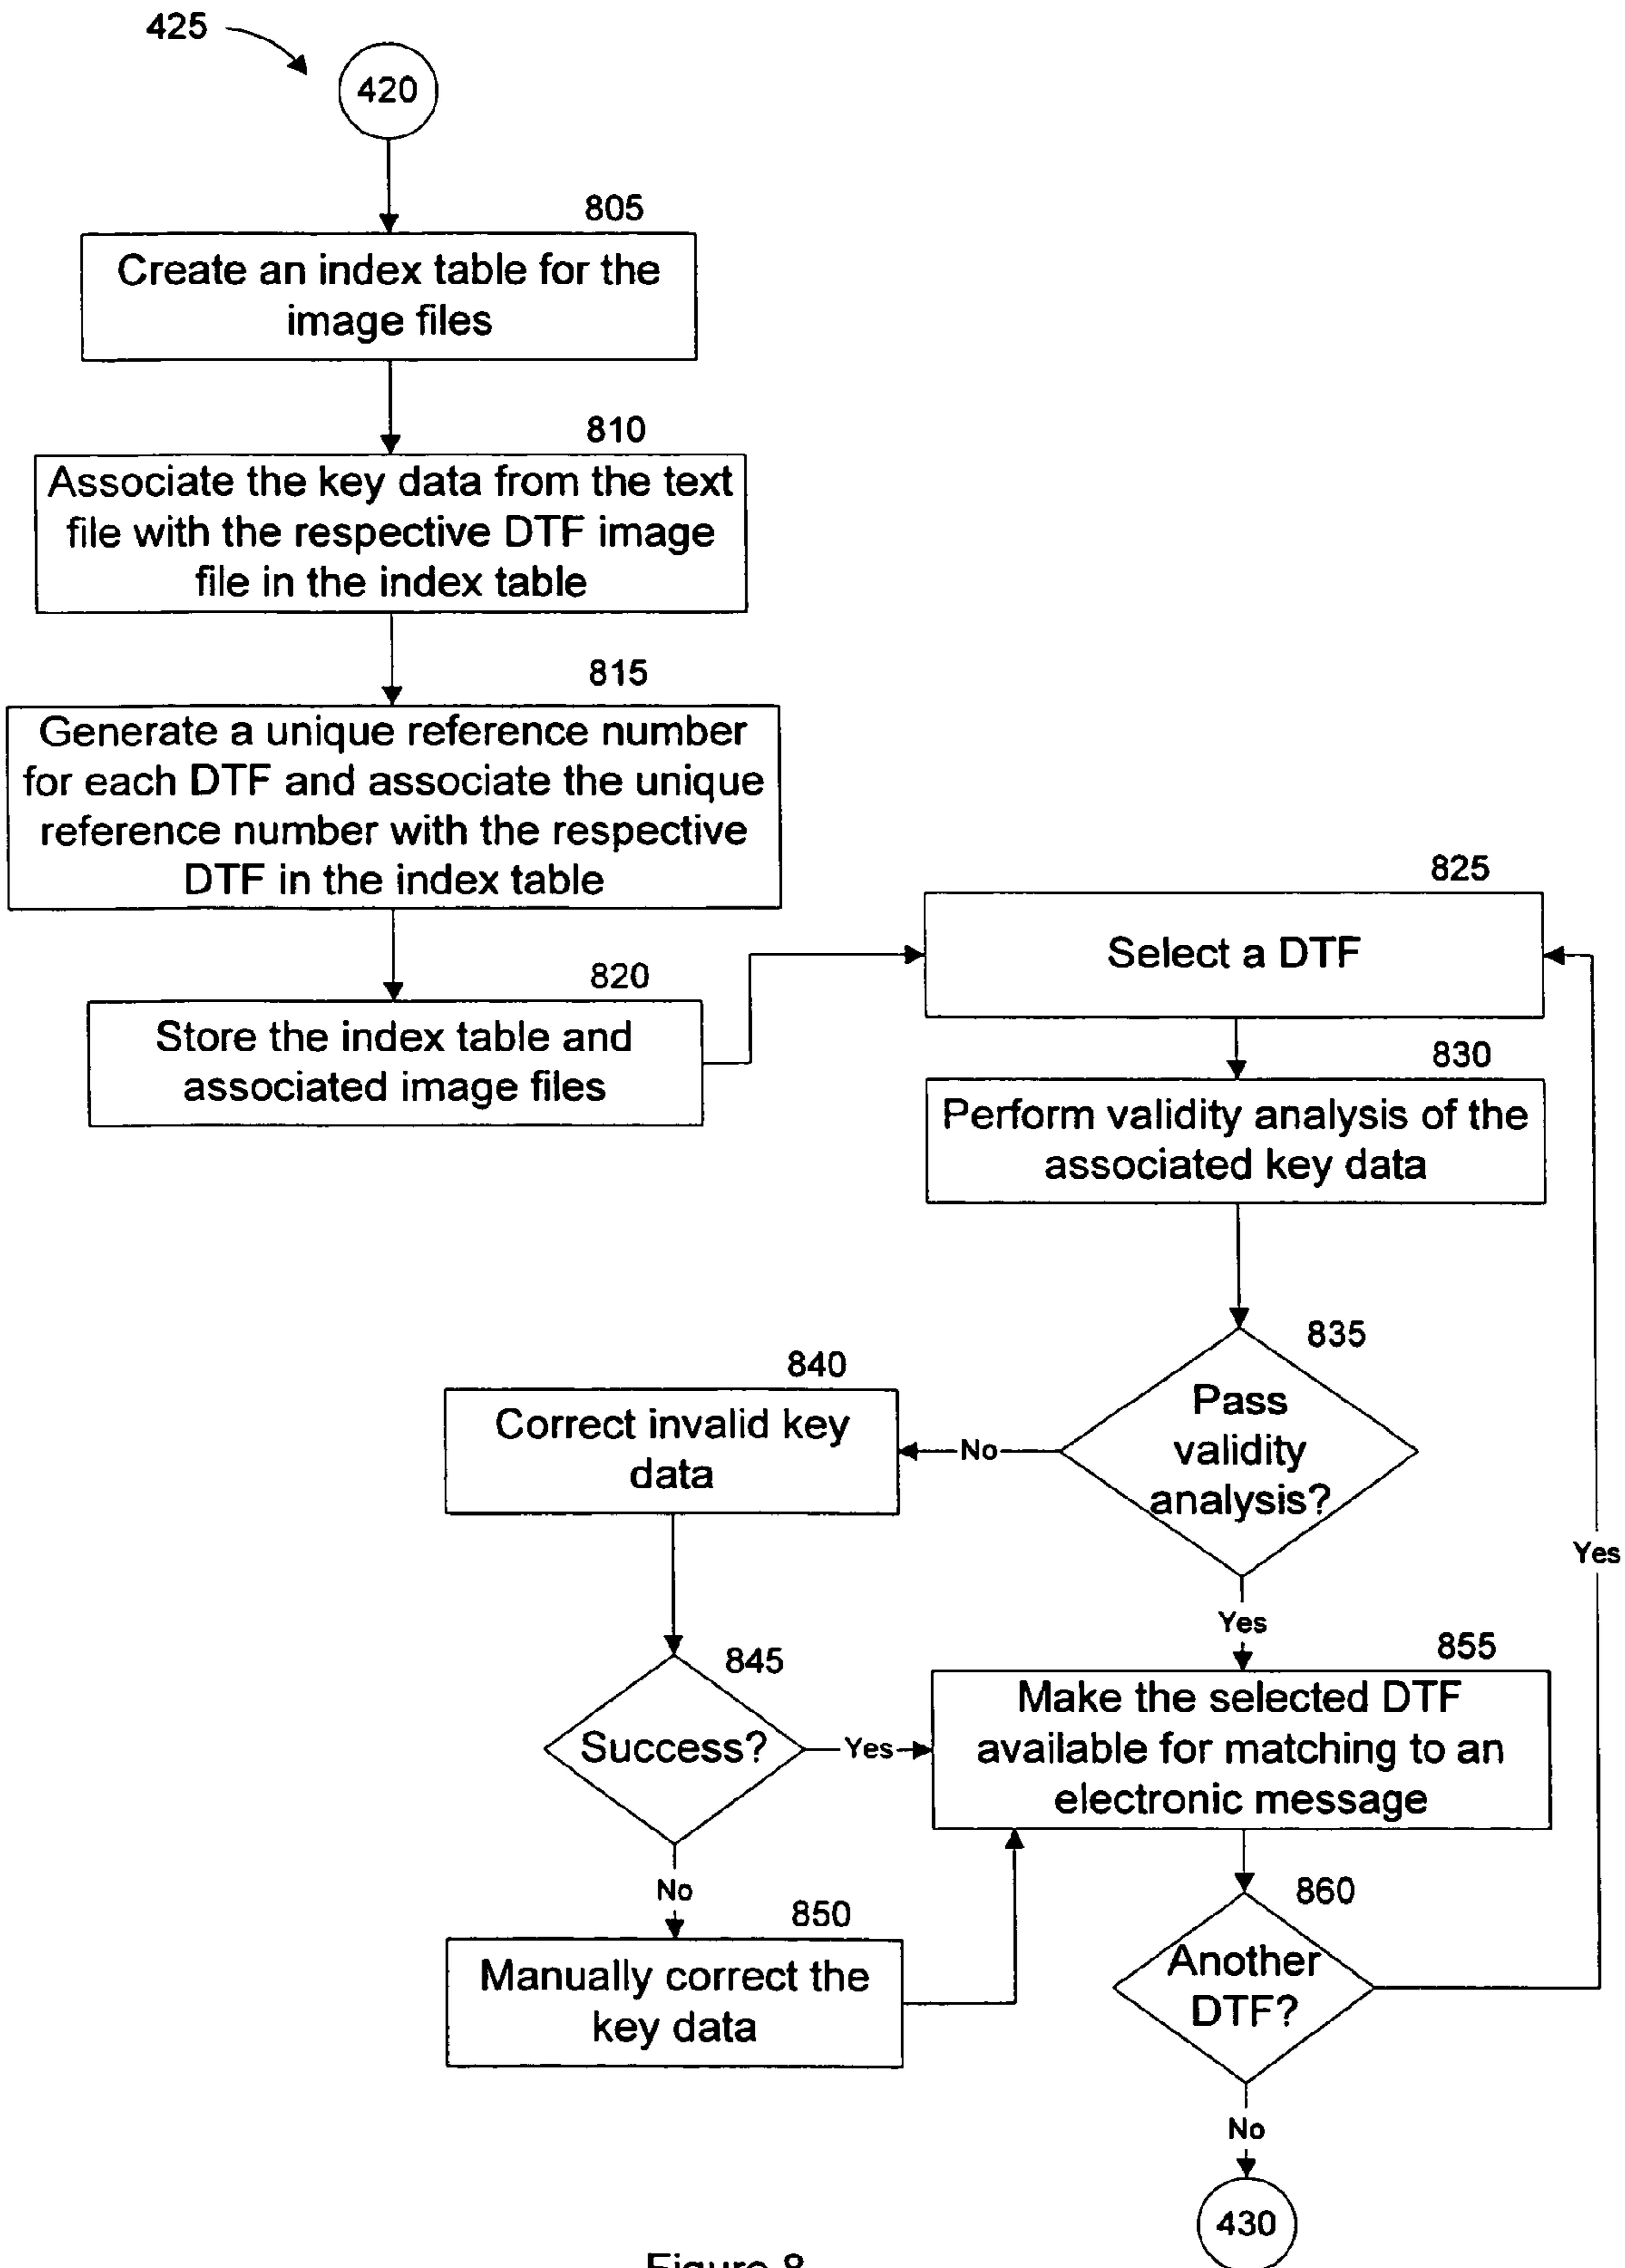 425
420
805
Create an index table for the
image files
810
Associate the key data from the text
file with the respective DTF image
file in the index table
815
Generate a unique reference number
for each DTF and associate the unique
reference number with the respective
DTF in the index table
820
Store the index table and
associated image files
825
Select a DTF
830
Perform validity analysis of the
associated key data
835
Pass
validity
analysis?
No
840
Correct invalid key
data
Yes
845
Success?
Yes
No
850
Manually correct the
key data
855
Make the selected DTF
available for matching to an
electronic message
860
Another
DTF?
Yes
No
430
Figure 8